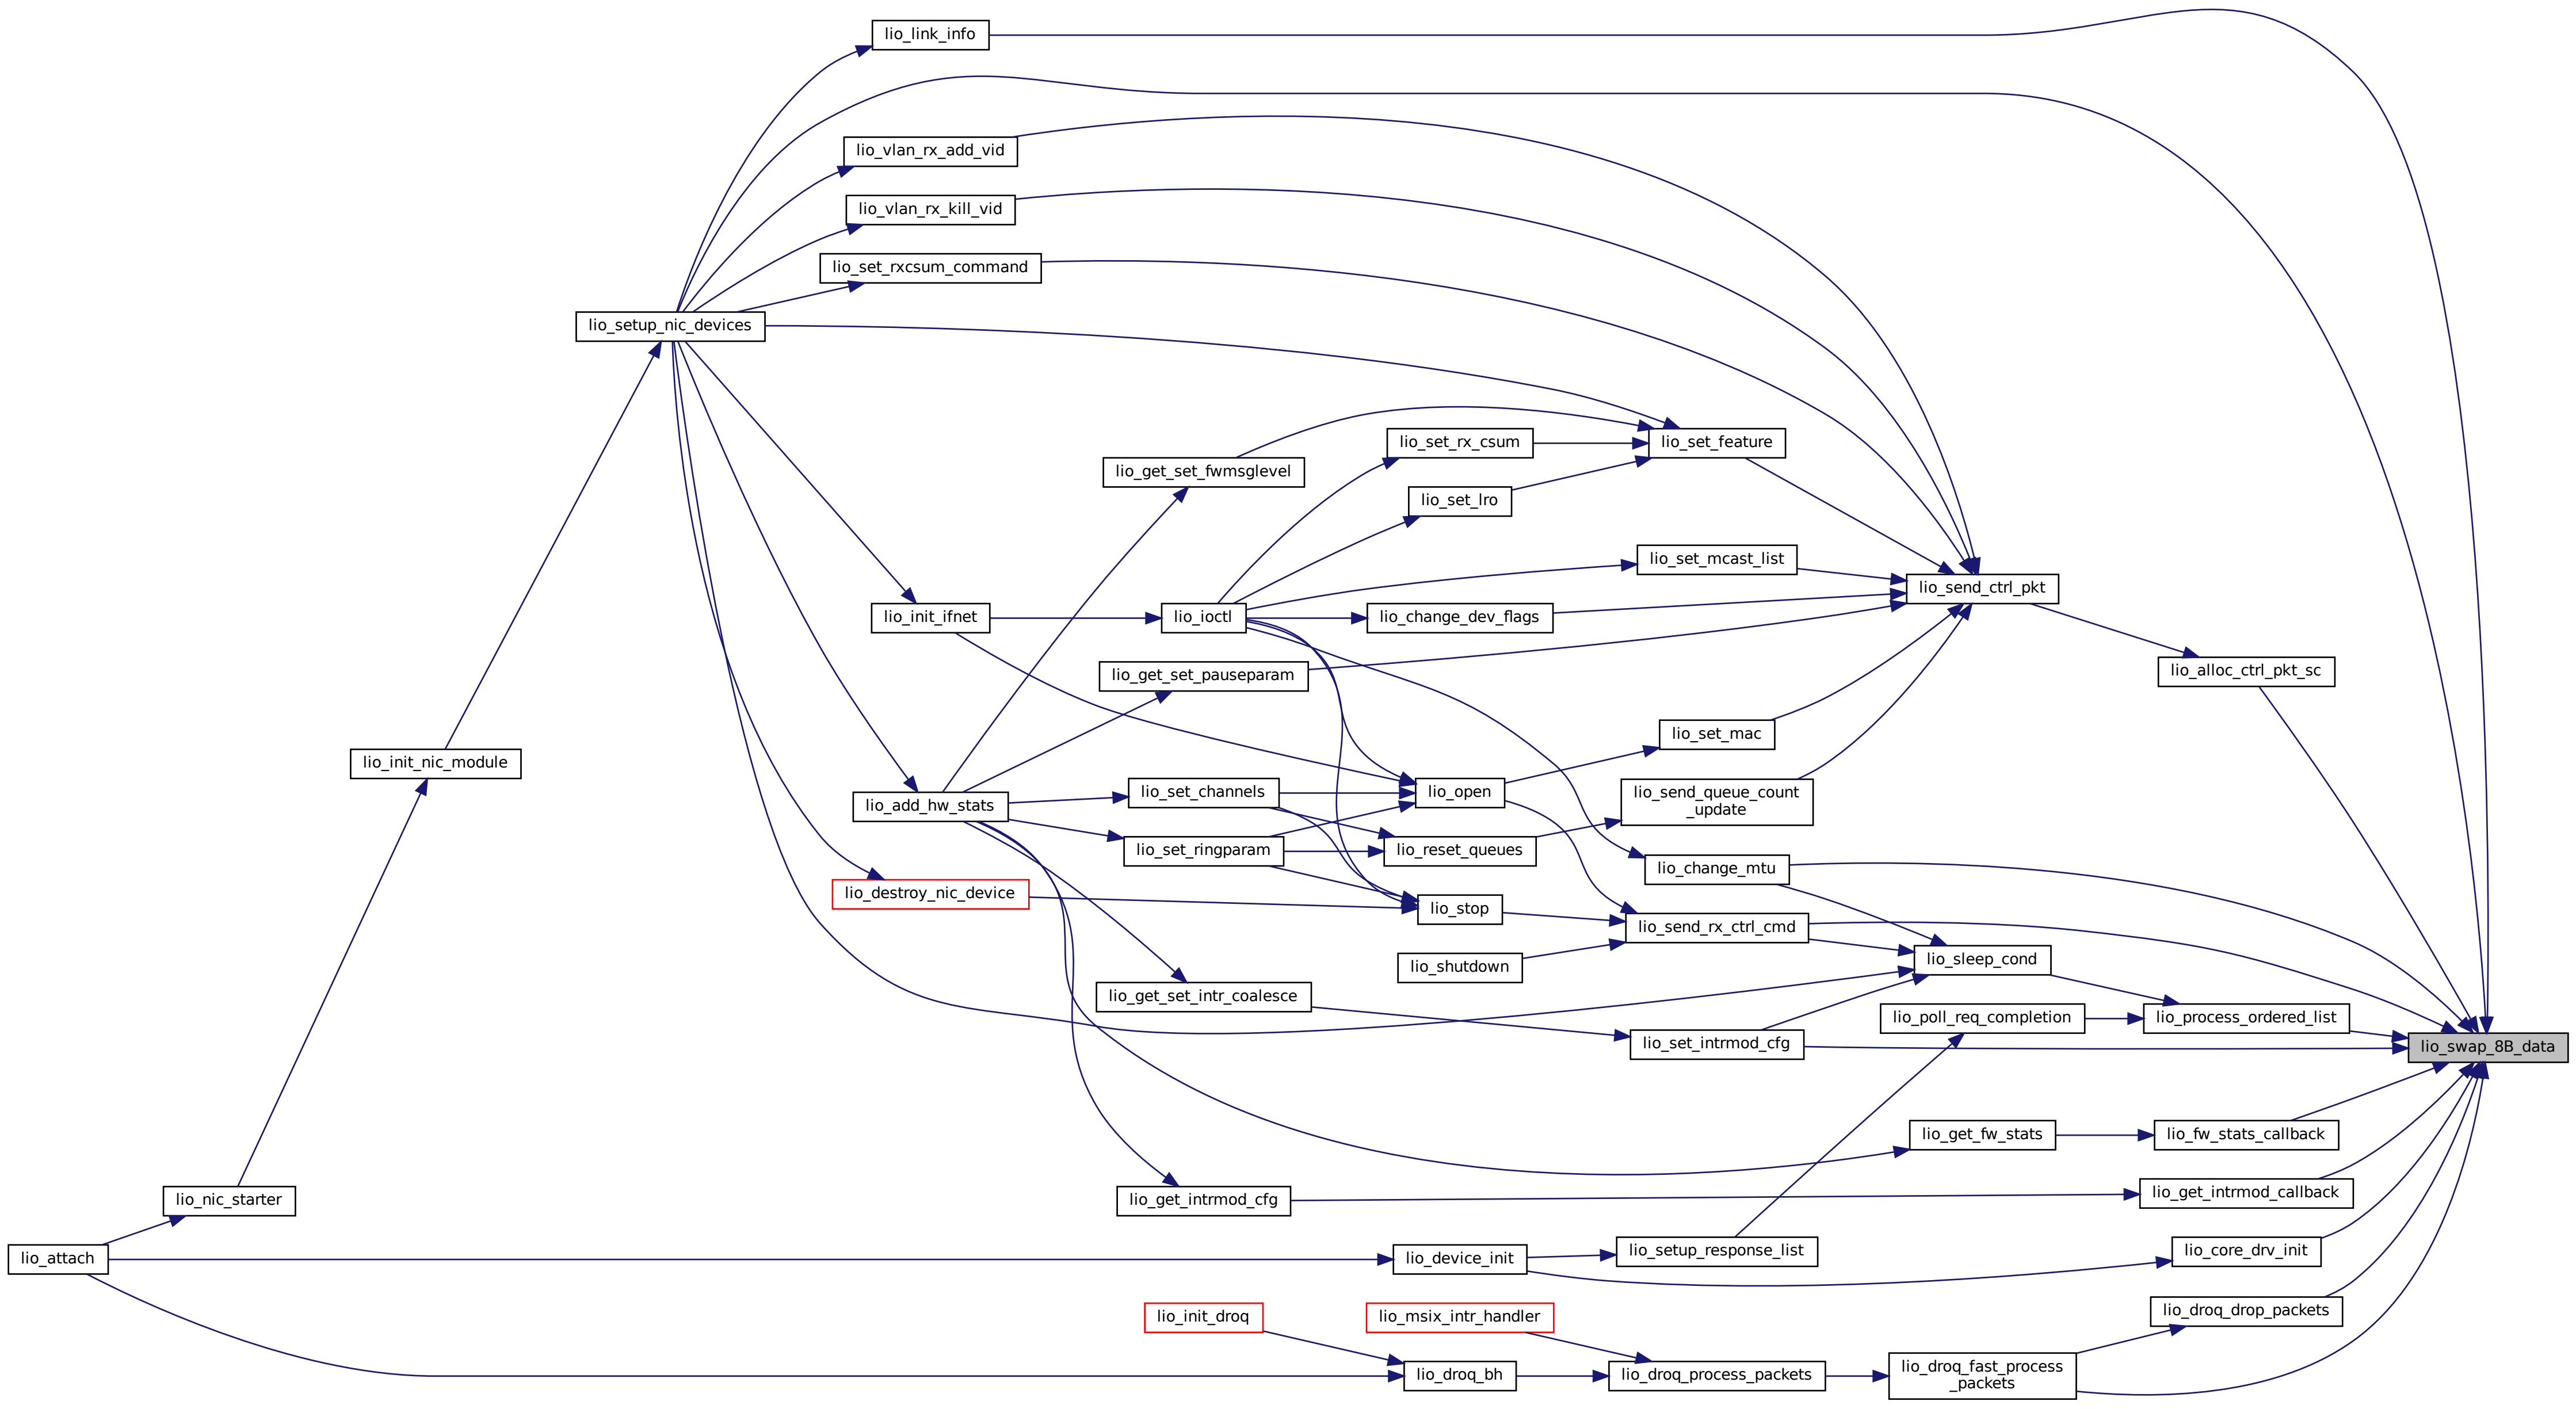 lio_link_info
lio_vlan_rx_add_vid
lio_vlan_rx_kill_vid
lio_set_rxcsum_command
lio_setup_nic_devices
lio_set_rx_csum
lio_set_feature
lio_get_set_fwmsglevel
lio_set_lro
lio_set_mcast_list
lio_send_ctrl_pkt
lio_init_ifnet
lio_ioctl
lio_change_dev_flags
lio_get_set_pauseparam
lio_alloc_ctrl_pkt_sc
lio_set_mac
lio_init_nic_module
lio_add_hw_stats
lio_set_channels
lio_open
lio_send_queue_count
_update
lio_set_ringparam
lio_reset_queues
lio_change_mtu
lio_destroy_nic_device
lio_stop
lio_send_rx_ctrl_cmd
lio_shutdown
lio_sleep_cond
lio_get_set_intr_coalesce
lio_poll_req_completion
lio_process_ordered_list
lio_set_intrmod_cfg
lio_swap_8B_data
lio_get_fw_stats
lio_fw_stats_callback
lio_nic_starter
lio_get_intrmod_cfg
lio_get_intrmod_callback
lio_attach
lio_device_init
lio_setup_response_list
lio_core_drv_init
lio_init_droq
lio_msix_intr_handler
lio_droq_drop_packets
lio_droq_bh
lio_droq_process_packets
lio_droq_fast_process
_packets